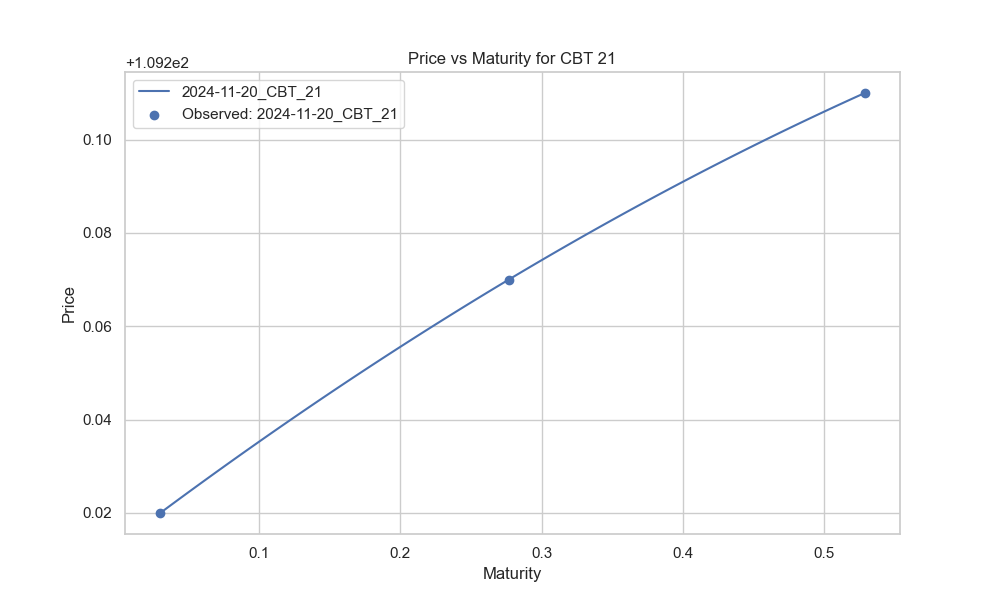 Price vs Maturity for CBT 21
+1.092e2
2024-11-20_CBT_21
Observed: 2024-11-20_CBT_21
0.10
0.08
0.06
0.04
0.02
Price
0.1 0.2 0.3 0.4 0.5
Maturity